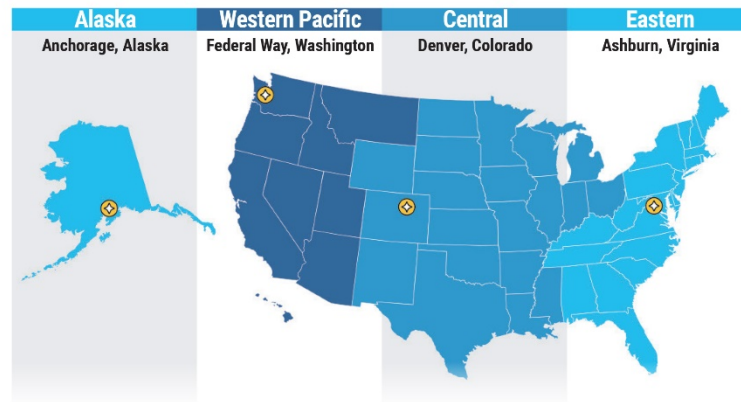 Alaska
Western Pacific
Central
Eastern
Anchorage, Alaska
Federal Way, Washington
Denver, Colorado
Ashburn, Virginia